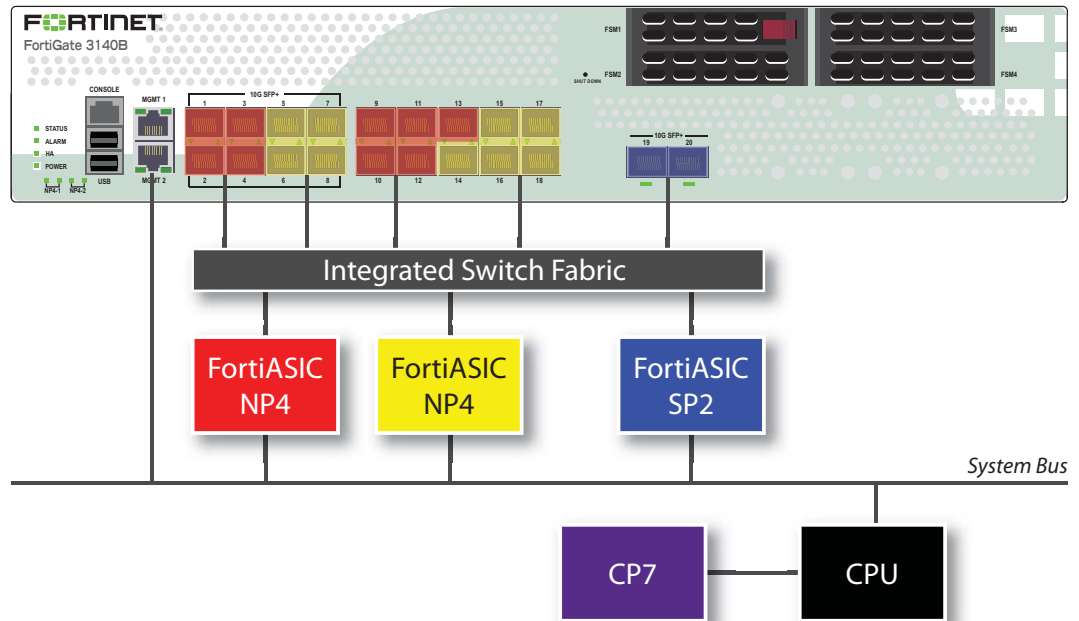 FORTINET
FortiGate 3140B
FSM1
FSM3
SHUT DOWN
FSM2
FSM4
CONSOLE
MGMT 1
10G SFP+
1 3 5 7
9 11 13 15 17
STATUS
ALARM
HA
POWER
10G SFP+
19 20
NP4-1 NP4-2
USB
MGMT 2
2 4 6 8
10 12 14 16 18
Integrated Switch Fabric
FortiASIC
NP4
FortiASIC
NP4
FortiASIC
SP2
System Bus
CP7
CPU